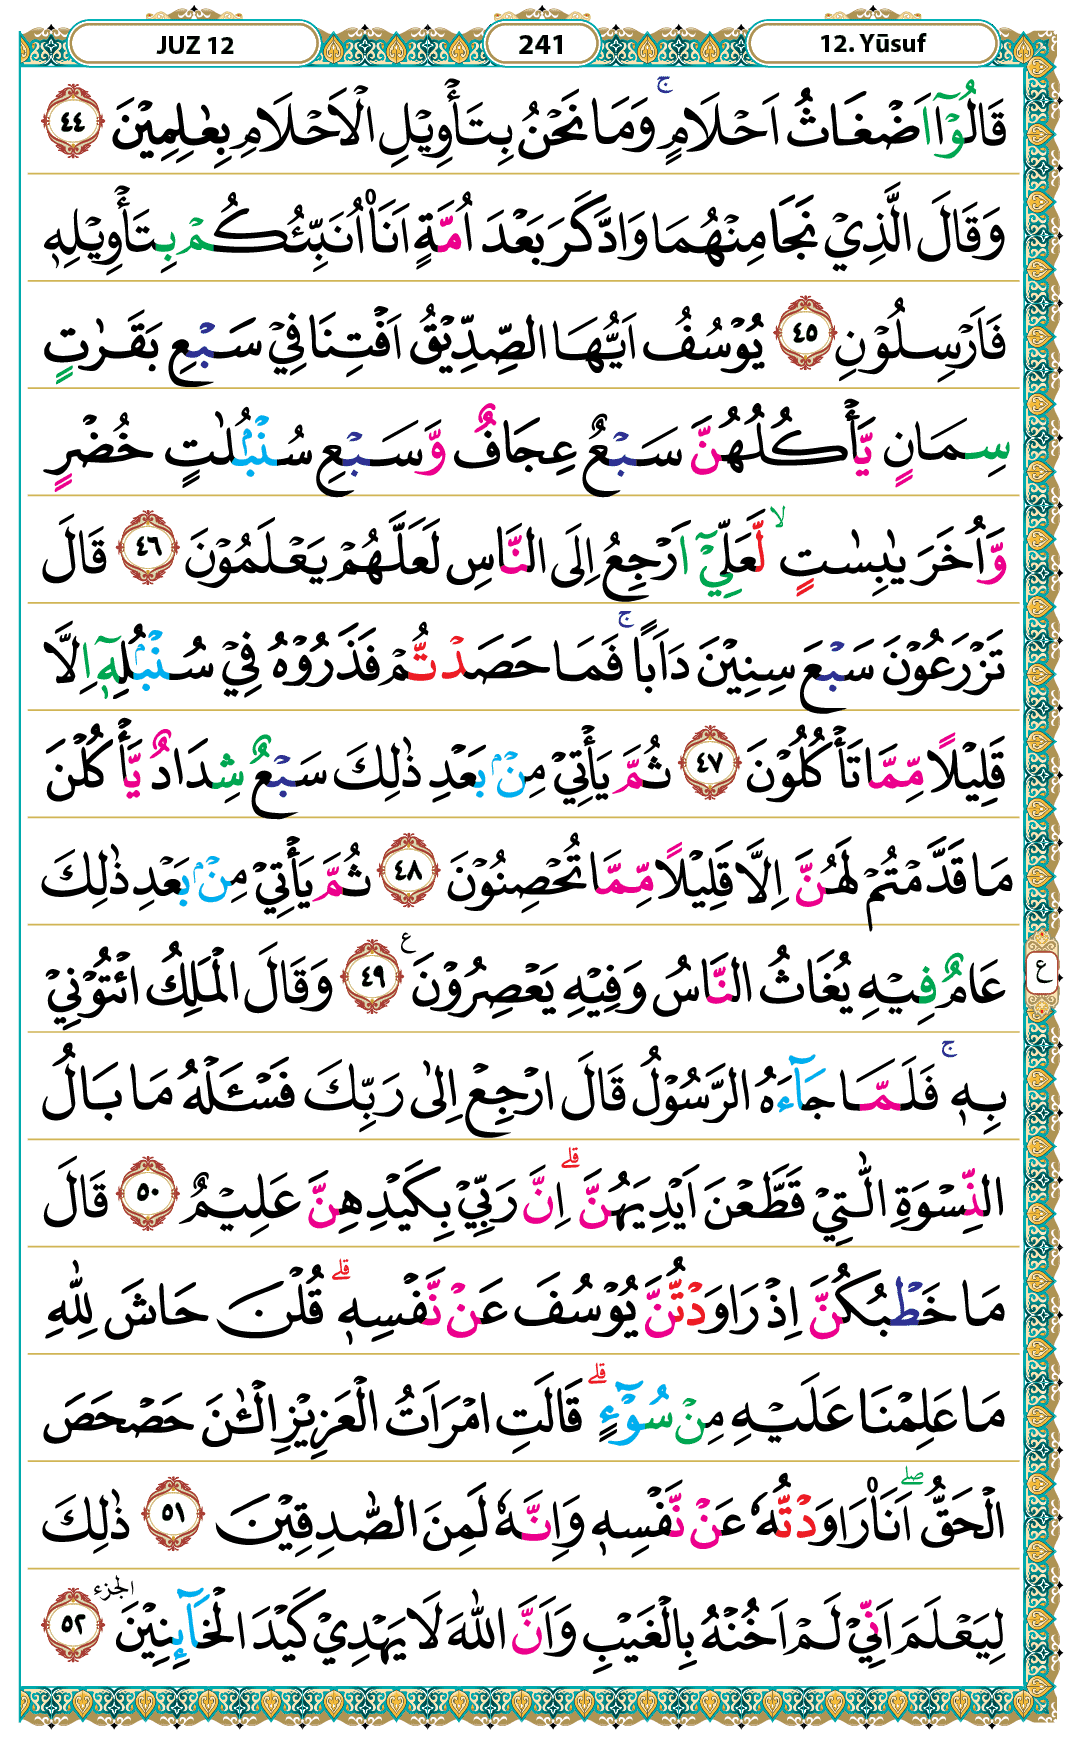 JUZ 12
241
12. Yūsuf
قَالُوْۤا اَضْغَاثُ اَحْلَامٍ ۚ وَمَا نَحْنُ بِتَاْوِيْلِ الْاَحْلَامِ بِعٰلِمِيْنَ ٤٤
وَقَالَ الَّذِيْ نَجَا مِنْهُمَا وَادَّكَرَ بَعْدَ اُمَّةٍ اَنَا۠ اُنَبِّئُكُمْ بِتَاْوِيْلِهٖ
فَاَرْسِلُوْنِ ٤٥ يُوْسُفُ اَيُّهَا الصِّدِّيْقُ اَفْتِنَا فِيْ سَبْعِ بَقَرٰتٍ
سِمَانٍ يَّاْكُلُهُنَّ سَبْعٌ عِجَافٌ وَّسَبْعِ سُنْۢبُلٰتٍ خُضْرٍ
وَّاُخَرَ يٰبِسٰتٍ ۙ لَّعَلِّيْۤ اَرْجِعُ اِلَى النَّاسِ لَعَلَّهُمْ يَعْلَمُوْنَ ٤٦ قَالَ
تَزْرَعُوْنَ سَبْعَ سِنِيْنَ دَاَبًا ۚ فَمَا حَصَدْتُّمْ فَذَرُوْهُ فِيْ سُنْۢبُلِهٖۤ اِلَّا
قَلِيْلًا مِّمَّا تَاْكُلُوْنَ ٤٧ ثُمَّ يَاْتِيْ مِنْۢ بَعْدِ ذٰلِكَ سَبْعٌ شِدَادٌ يَّاْكُلْنَ
مَا قَدَّمْتُمْ لَهُنَّ اِلَّا قَلِيْلًا مِّمَّا تُحْصِنُوْنَ ٤٨ ثُمَّ يَاْتِيْ مِنْۢ بَعْدِ ذٰلِكَ
عَامٌ فِيْهِ يُغَاثُ النَّاسُ وَفِيْهِ يَعْصِرُوْنَ ع ٤٩ وَقَالَ الْمَلِكُ ائْتُوْنِيْ
ع
بِهٖ ۚ فَلَمَّا جَآءَهُ الرَّسُوْلُ قَالَ ارْجِعْ اِلٰى رَبِّكَ فَسْـَٔلْهُ مَا بَالُ
النِّسْوَةِ الّٰتِيْ قَطَّعْنَ اَيْدِيَهُنَّ ۗ اِنَّ رَبِّيْ بِكَيْدِهِنَّ عَلِيْمٌ ٥٠ قَالَ
مَا خَطْبُكُنَّ اِذْ رَاوَدْتُّنَّ يُوْسُفَ عَنْ نَّفْسِهٖ ۗ قُلْنَ حَاشَ لِلّٰهِ
مَا عَلِمْنَا عَلَيْهِ مِنْ سُوْۤءٍ ۗ قَالَتِ امْرَاَتُ الْعَزِيْزِ الْـٰٔنَ حَصْحَصَ
الْحَقُّ ۖ اَنَا۠ رَاوَدْتُّهٗ عَنْ نَّفْسِهٖ وَاِنَّهٗ لَمِنَ الصّٰدِقِيْنَ ٥١ ذٰلِكَ
لِيَعْلَمَ اَنِّيْ لَمْ اَخُنْهُ بِالْغَيْبِ وَاَنَّ اللّٰهَ لَا يَهْدِيْ كَيْدَ الْخَآىِٕنِيْنَ الجزء ٥٢